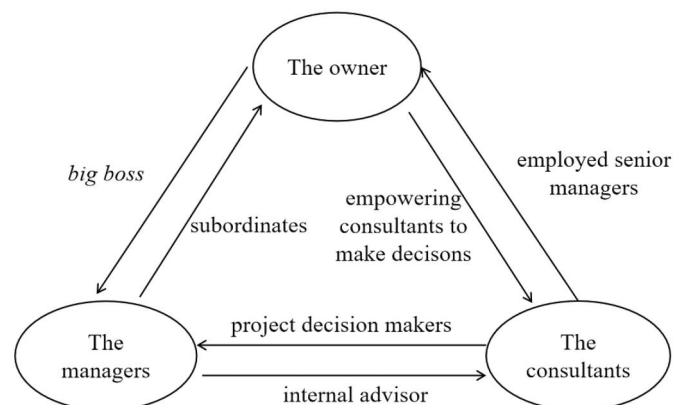 The owner
big boss
employed senior
managers
subordinates
empowering
consultants to
make decisons
The
managers
project decision makers
The
consultants
internal advisor